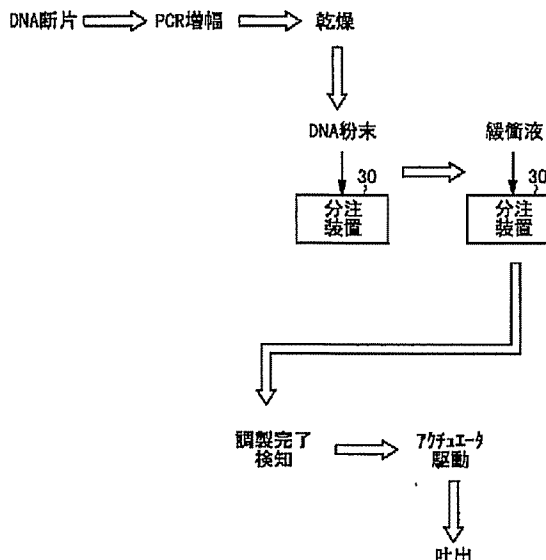 DNA断片 PCR増幅 乾燥
DNA粉末 緩衝液
30 30
分注 分注
装置 装置
調製完了 アクチュエータ
検知 駆動
吐出